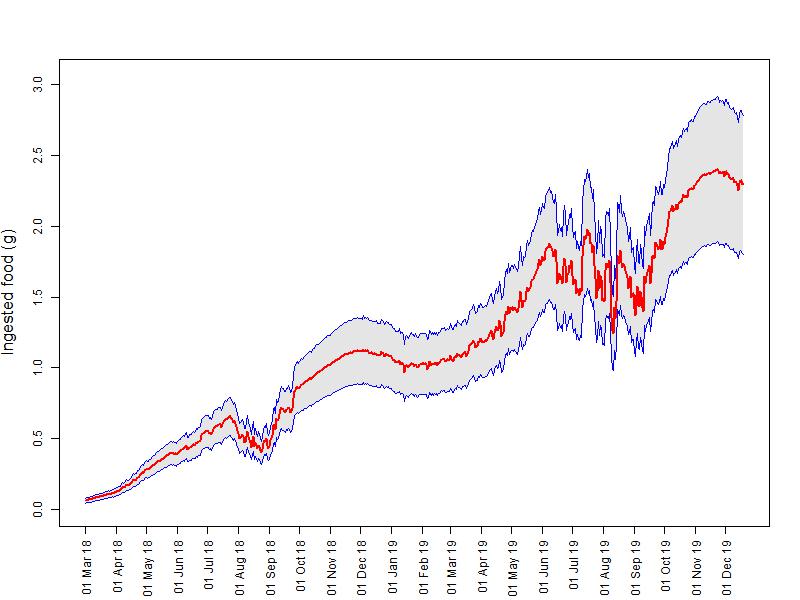 Ingested food (g)
3.0
2.5
2.0
1.5
1.0
0.5
0.0
01 Mar 18
01 Apr 18
01 May 18
01 Jun 18
01 Jul 18
01 Aug 18
01 Sep 18
01 Oct 18
01 Nov 18
01 Dec 18
01 Jan 19
01 Feb 19
01 Mar 19
01 Apr 19
01 May 19
01 Jun 19
01 Jul 19
01 Aug 19
01 Sep 19
01 Oct 19
01 Nov 19
01 Dec 19